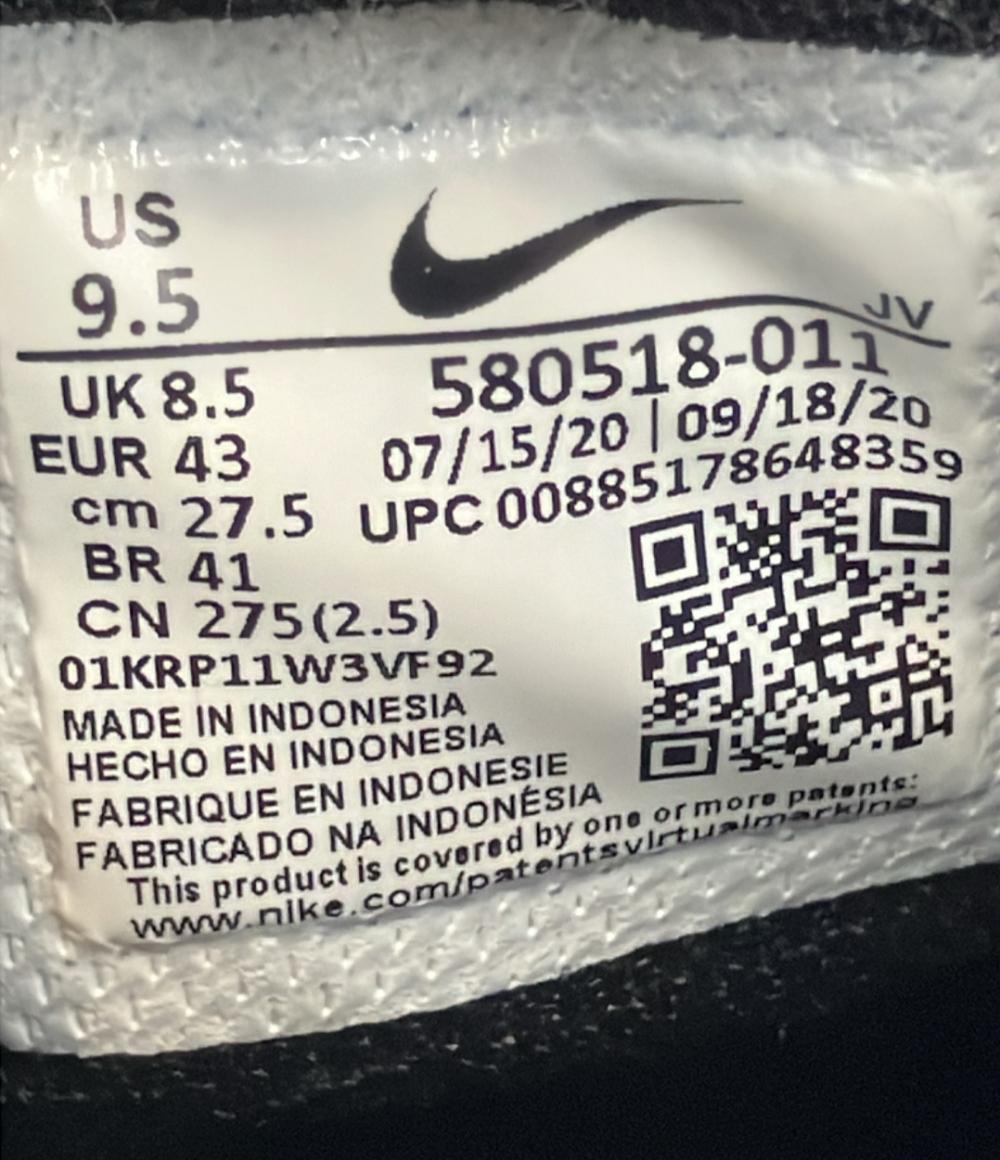 US
9.5
JV
UK 8.5
580518-011
EUR 43
07/15/20 | 09/18/20
cm 27.5
UPC 00885178648359
BR 41
CN 275(2.5)
01KRP11W3VF92
MADE IN INDONESIA
HECHO EN INDONESIA
FABRIQUE EN INDONESIE
FABRICADO NA INDONÉSIA
This product is covered by one or more patents:
www.nike.com/patentsvirtualmarking